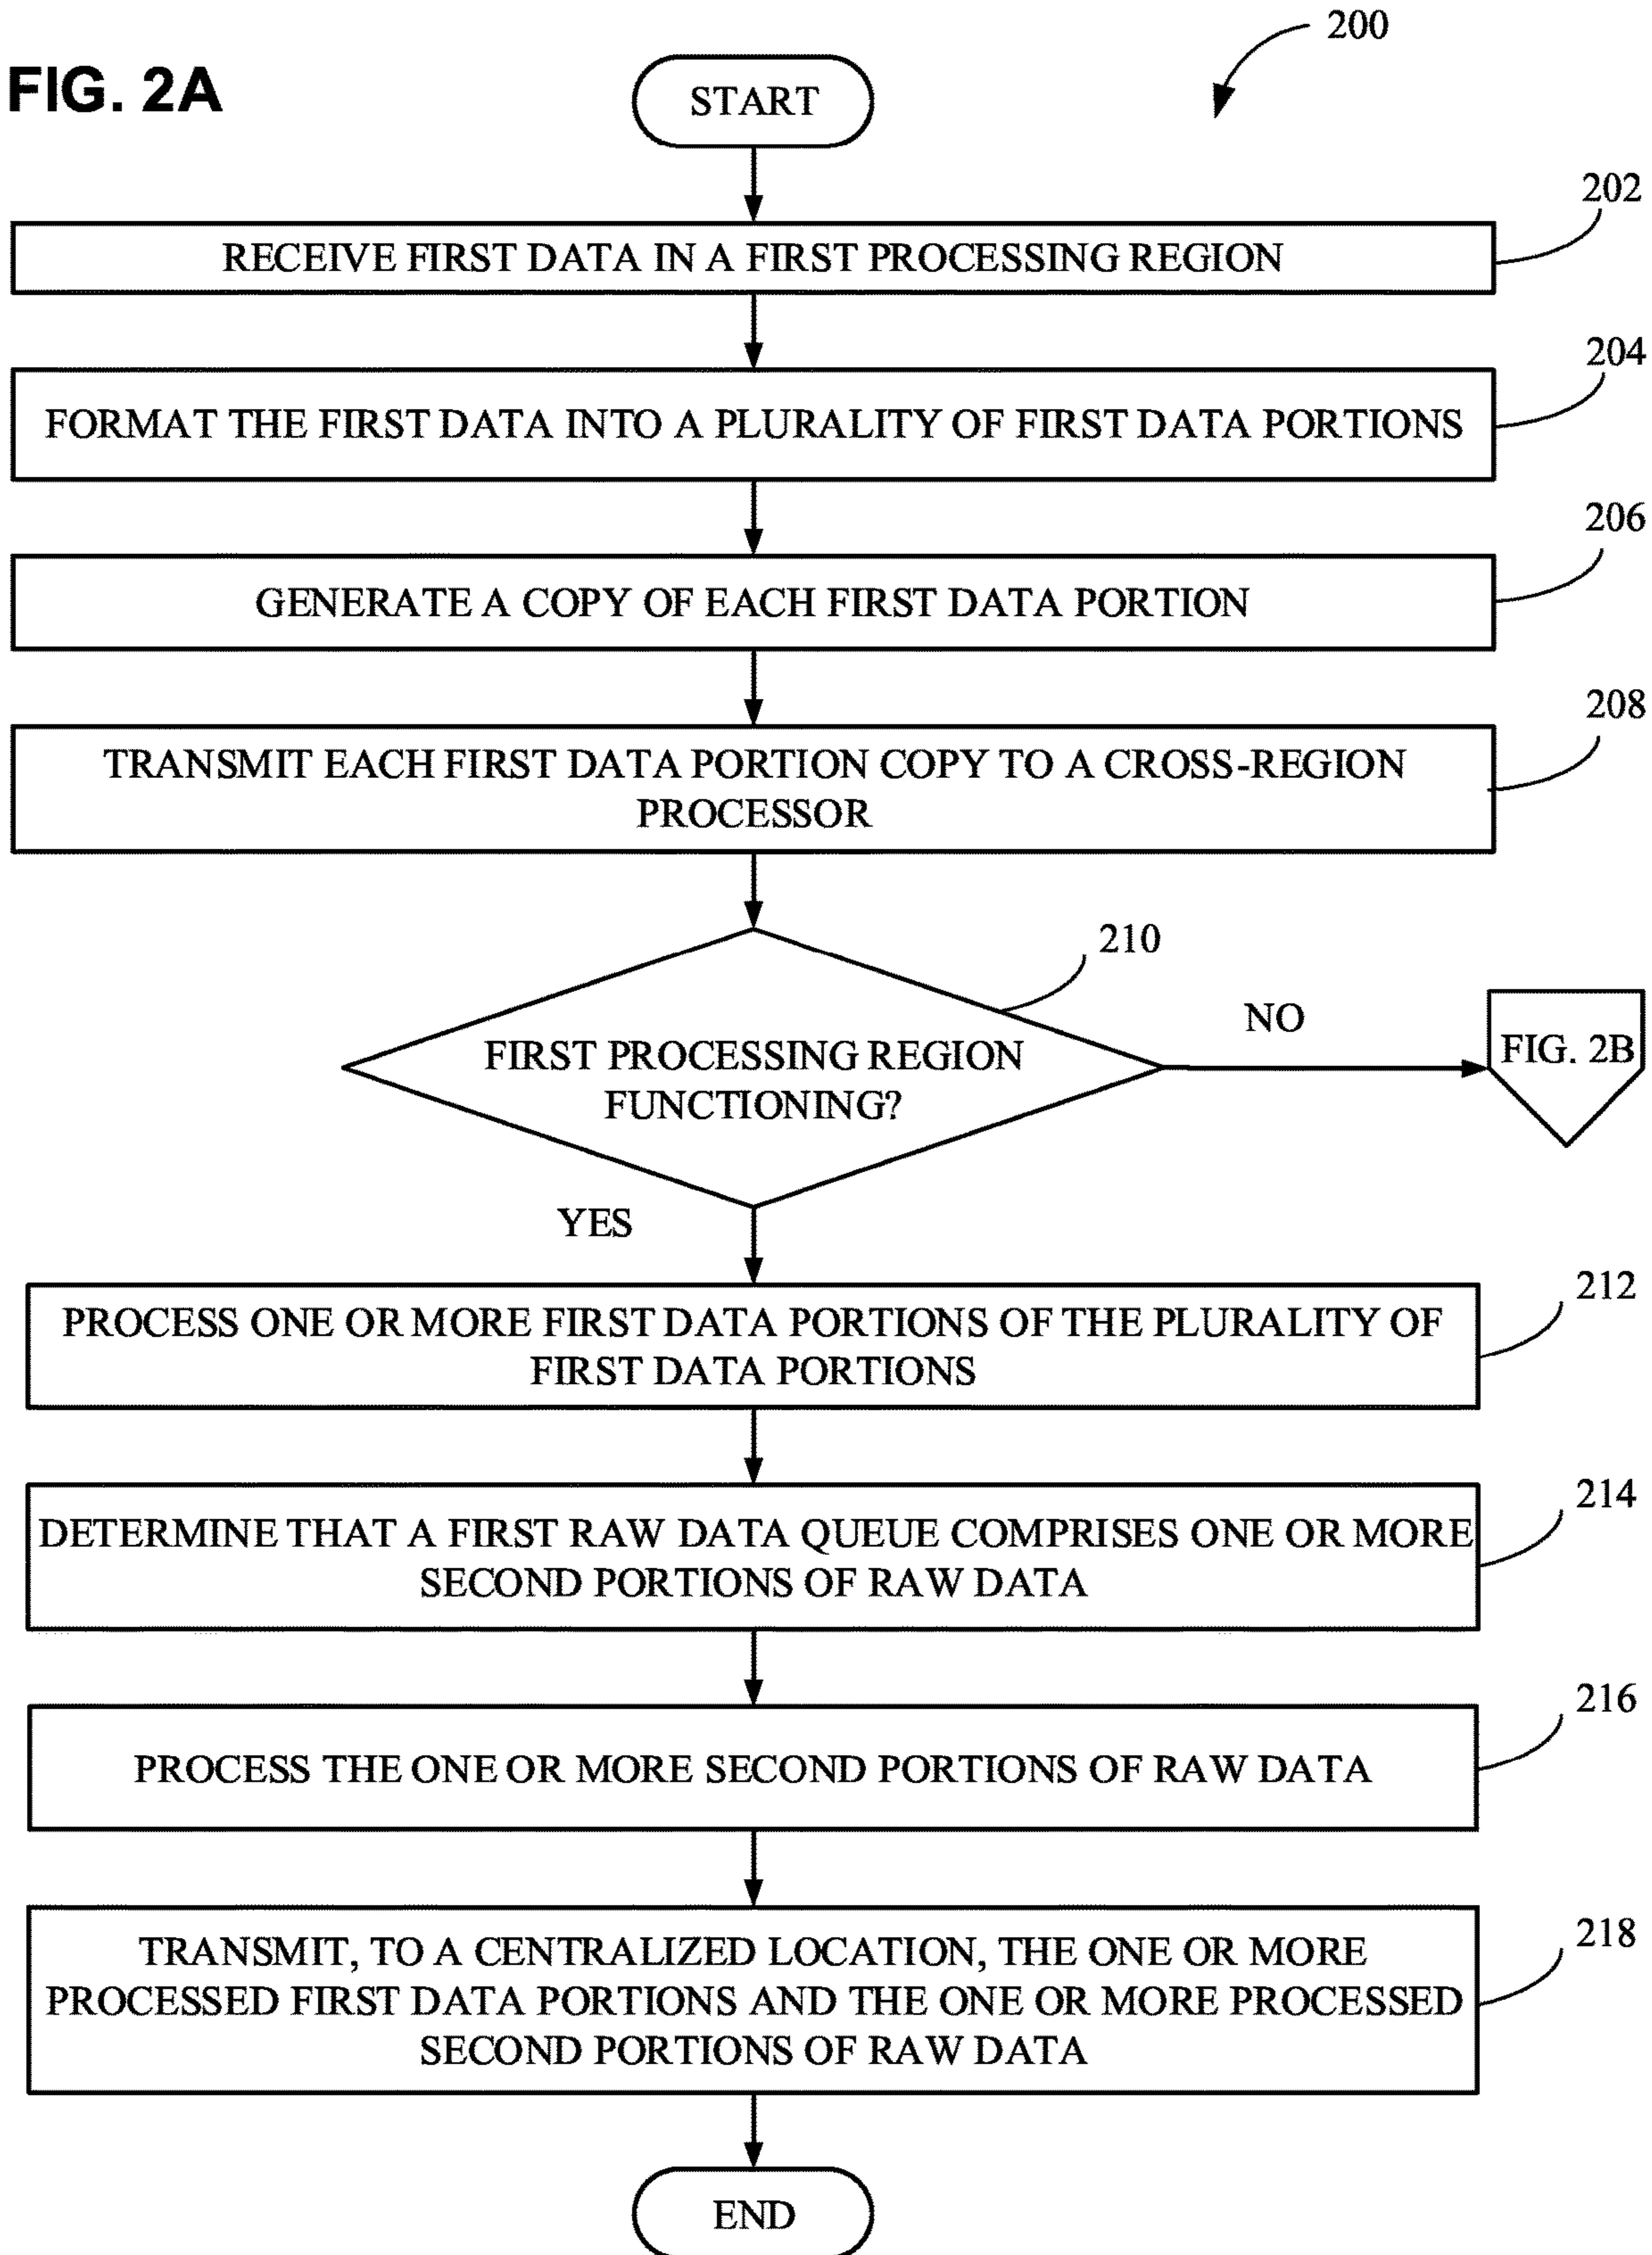 200
FIG. 2A
START
202
RECEIVE FIRST DATA IN A FIRST PROCESSING REGION
204
FORMAT THE FIRST DATA INTO A PLURALITY OF FIRST DATA PORTIONS
206
GENERATE A COPY OF EACH FIRST DATA PORTION
208
TRANSMIT EACH FIRST DATA PORTION COPY TO A CROSS-REGION
PROCESSOR
210
FIRST PROCESSING REGION
FUNCTIONING?
NO
FIG. 2B
YES
212
PROCESS ONE OR MORE FIRST DATA PORTIONS OF THE PLURALITY OF
FIRST DATA PORTIONS
214
DETERMINE THAT A FIRST RAW DATA QUEUE COMPRISES ONE OR MORE
SECOND PORTIONS OF RAW DATA
216
PROCESS THE ONE OR MORE SECOND PORTIONS OF RAW DATA
218
TRANSMIT, TO A CENTRALIZED LOCATION, THE ONE OR MORE
PROCESSED FIRST DATA PORTIONS AND THE ONE OR MORE PROCESSED
SECOND PORTIONS OF RAW DATA
END